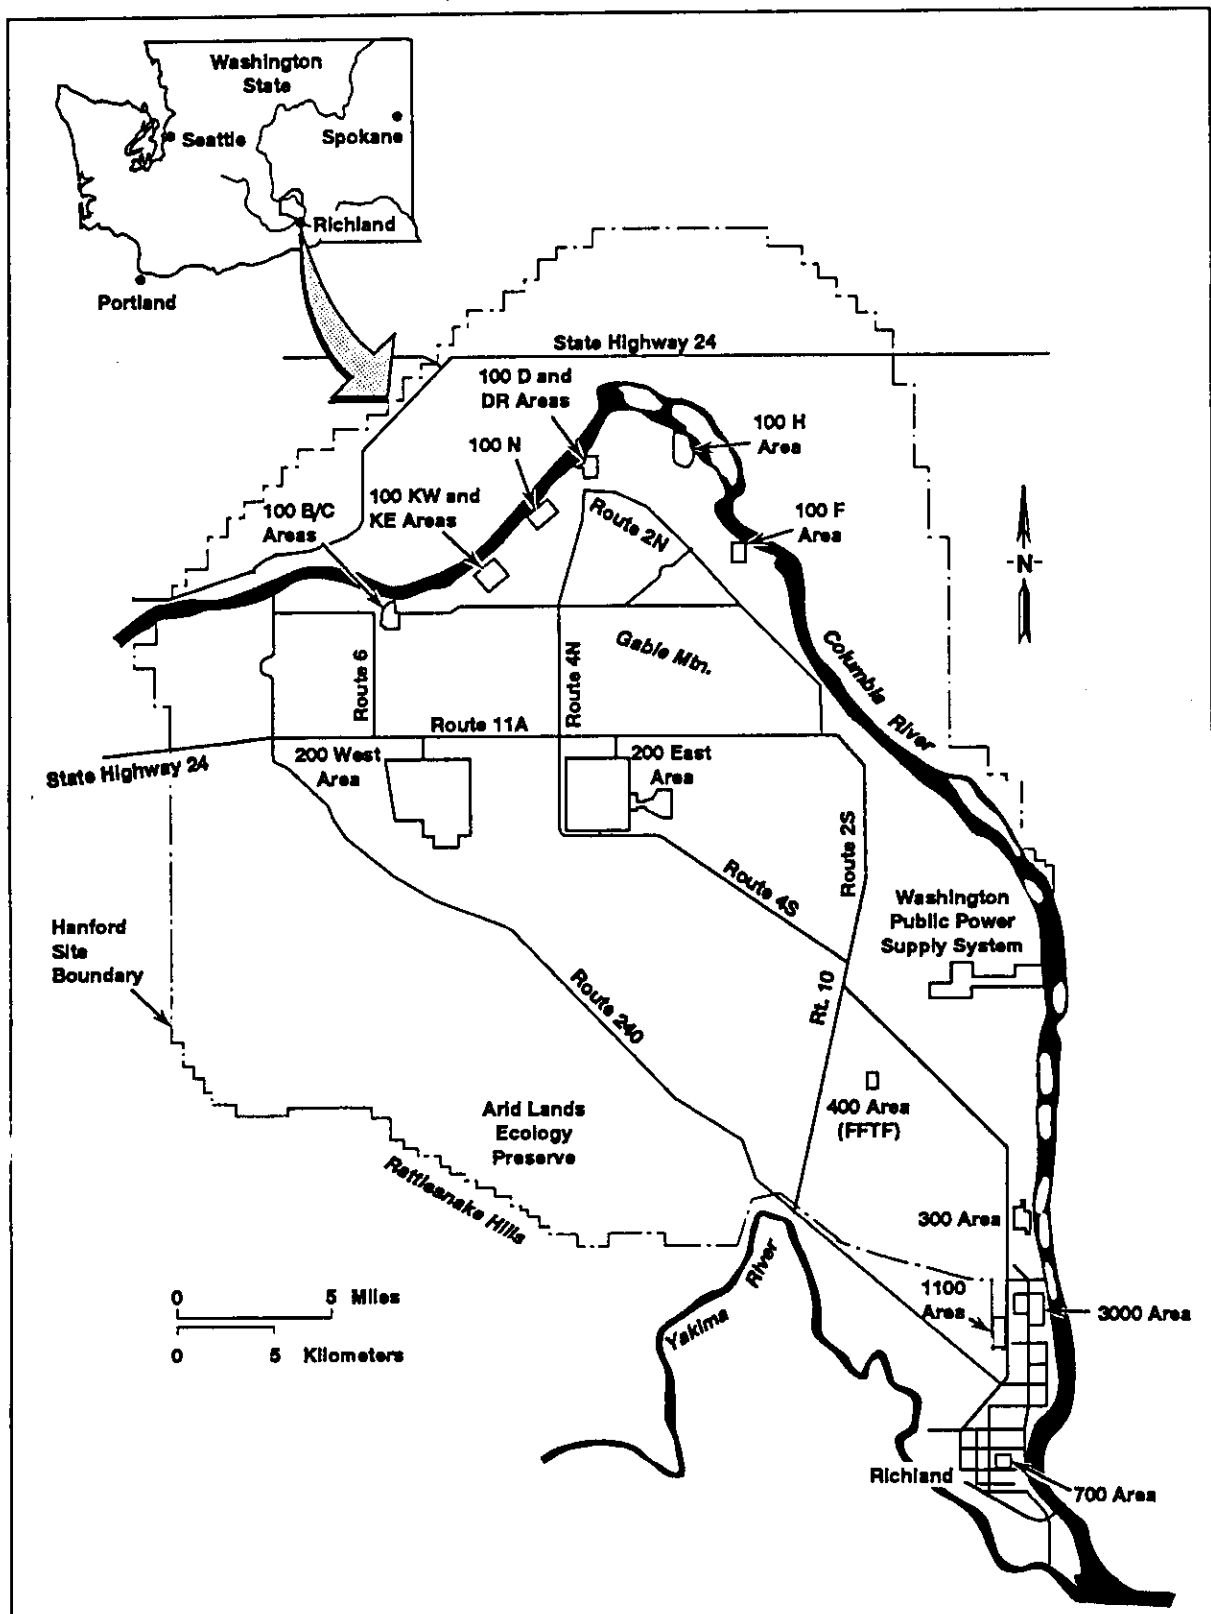 Washington
State
Seattle
Spokane
Richland
Portland
State Highway 24
100 D and
DR Areas
100 H
Area
100 N
100 KW and
KE Areas
100 B/C
Areas
Route 2N
100 F
Area
N
Columbia River
Gable Mtn.
Route 6
Route 4N
Route 11A
State Highway 24
200 West
Area
200 East
Area
Route 2S
Route 4S
Washington
Public Power
Supply System
Hanford
Site
Boundary
Route 240
Rt. 10
400 Area
(FFTF)
Arid Lands
Ecology
Preserve
Rattlesnake Hills
300 Area
Yakima River
1100
Area
3000 Area
0 5 Miles
0 5 Kilometers
Richland
700 Area